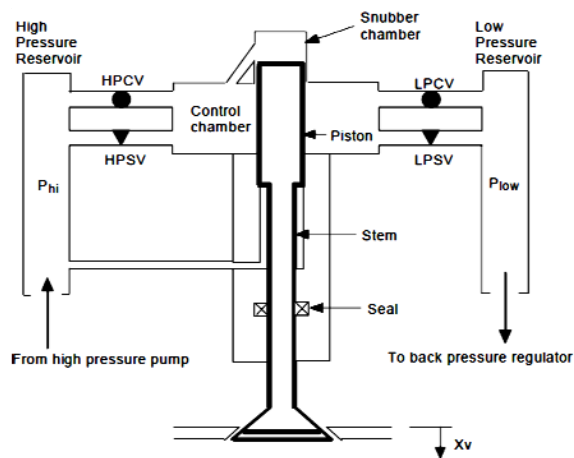 High
Pressure
Reservoir
Snubber
chamber
Low
Pressure
Reservoir
HPCV
LPCV
Control
chamber
Piston
HPSV
LPSV
Phi
Plow
Stem
Seal
From high pressure pump
To back pressure regulator
Xv